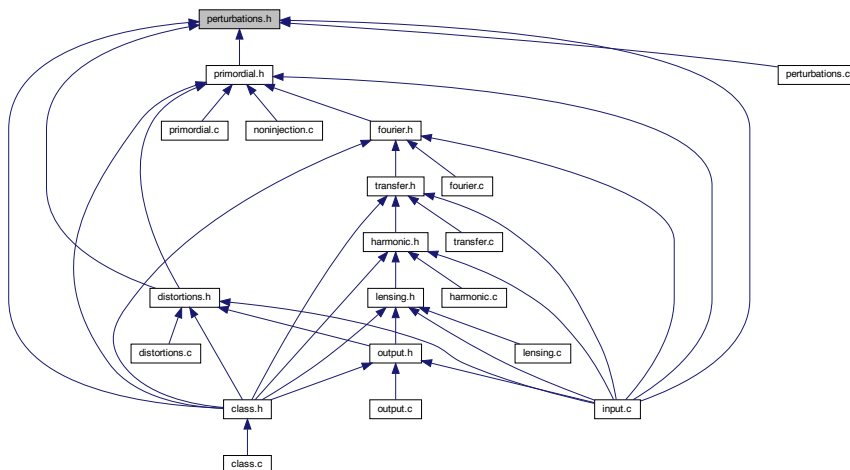 perturbations.h
primordial.h
perturbations.c
primordial.c
noninjection.c
fourier.h
transfer.h
fourier.c
harmonic.h
transfer.c
distortions.h
lensing.h
harmonic.c
distortions.c
output.h
lensing.c
class.h
output.c
input.c
class.c